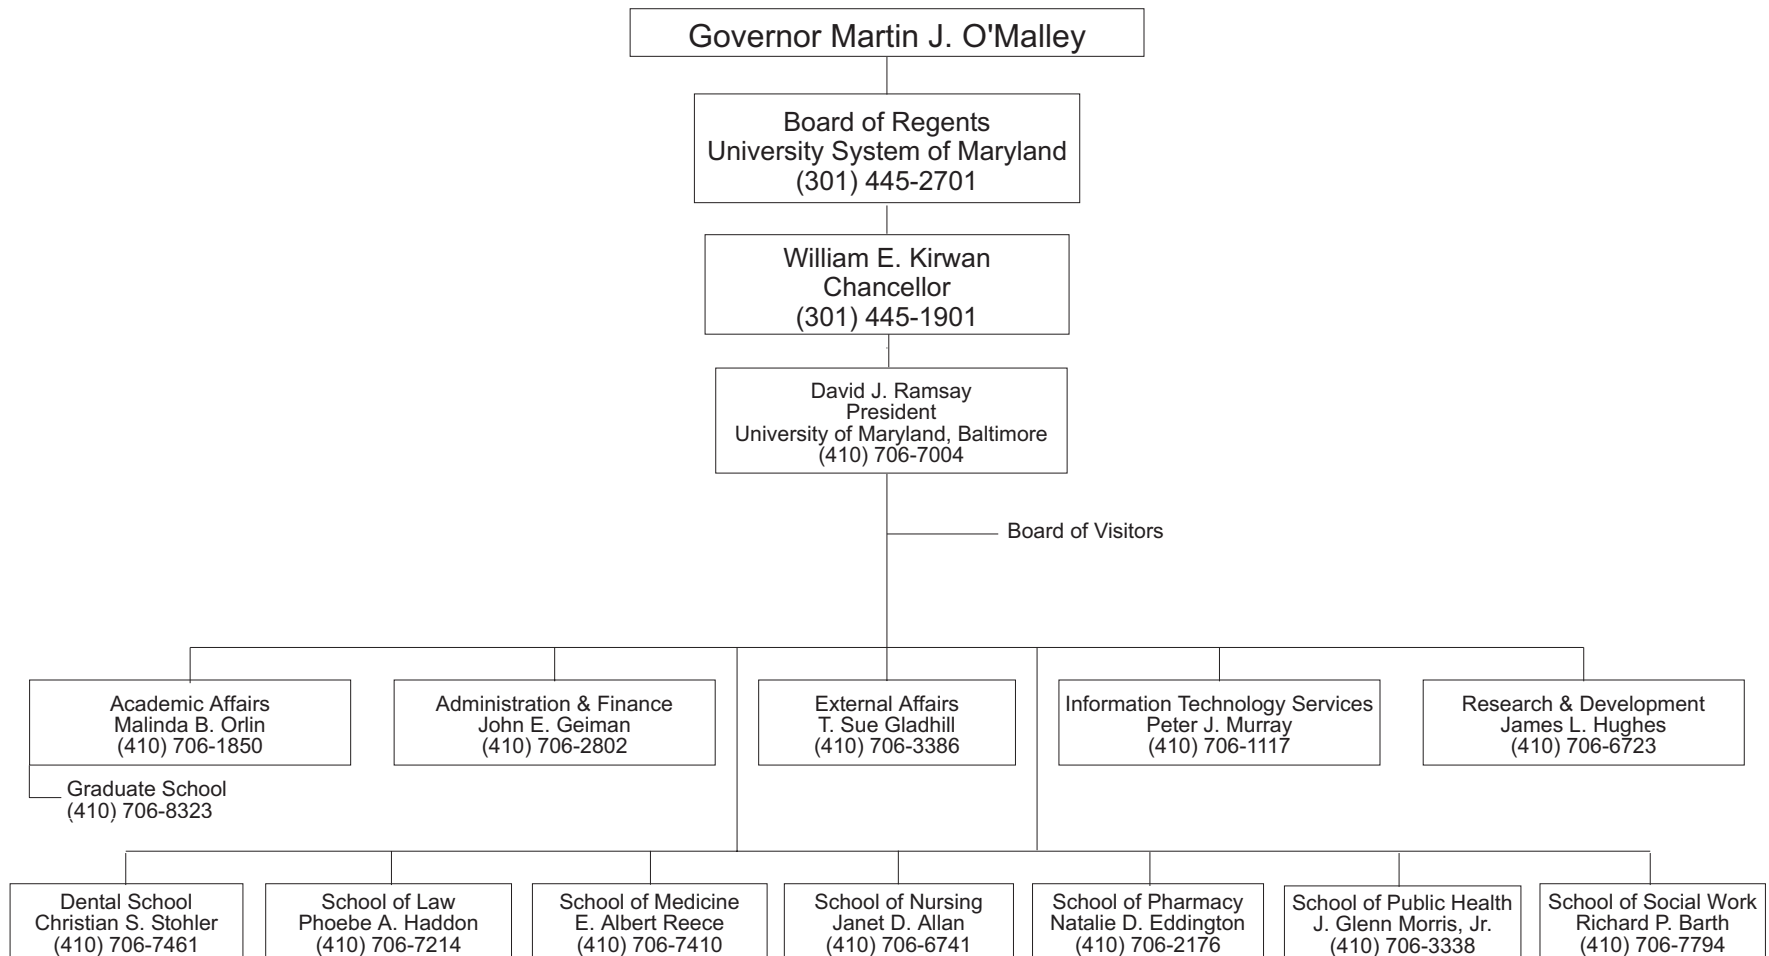 Governor Martin J. O'Malley
Board of Regents
University System of Maryland
(301) 445-2701
William E. Kirwan
Chancellor
(301) 445-1901
David J. Ramsay
President
University of Maryland, Baltimore
(410) 706-7004
Board of Visitors
Academic Affairs
Malinda B. Orlin
(410) 706-1850
Administration & Finance
John E. Geiman
(410) 706-2802
External Affairs
T. Sue Gladhill
(410) 706-3386
Information Technology Services
Peter J. Murray
(410) 706-1117
Research & Development
James L. Hughes
(410) 706-6723
Graduate School
(410) 706-8323
Dental School
Christian S. Stohler
(410) 706-7461
School of Law
Phoebe A. Haddon
(410) 706-7214
School of Medicine
E. Albert Reece
(410) 706-7410
School of Nursing
Janet D. Allan
(410) 706-6741
School of Pharmacy
Natalie D. Eddington
(410) 706-2176
School of Public Health
J. Glenn Morris, Jr.
(410) 706-3338
School of Social Work
Richard P. Barth
(410) 706-7794